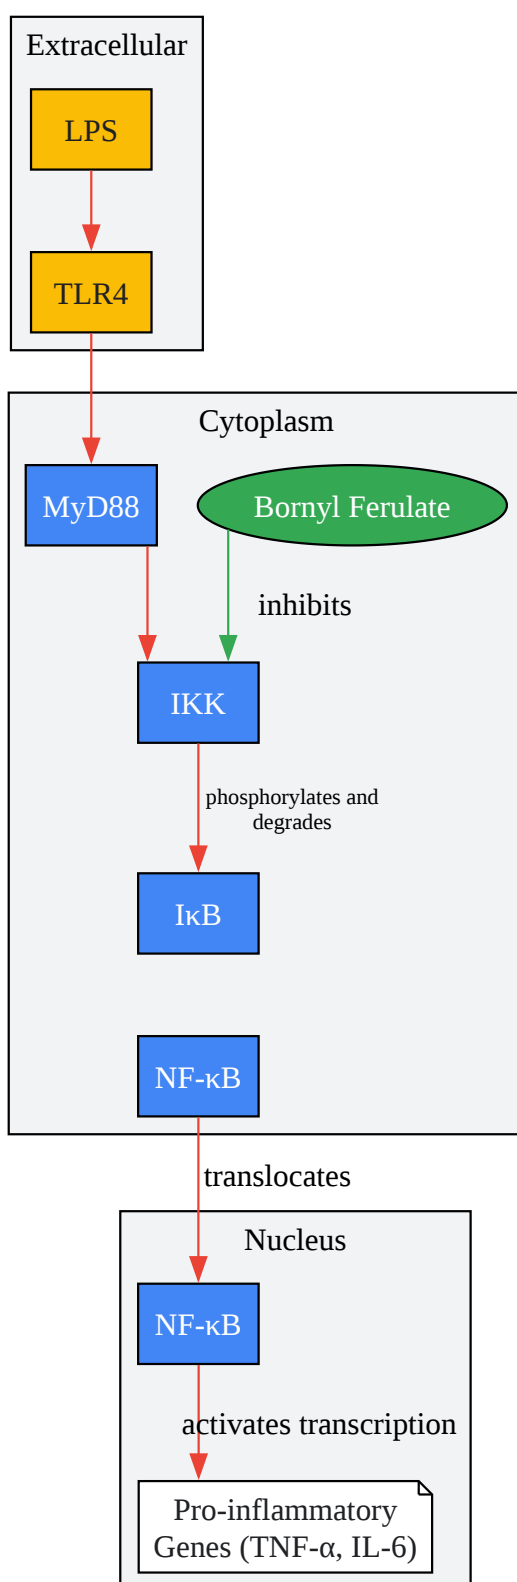 Extracellular
LPS
TLR4
Cytoplasm
MyD88
Bornyl Ferulate
inhibits
IKK
phosphorylates and
degrades
IκB
NF-κB
translocates
Nucleus
NF-κB
activates transcription
Pro-inflammatory
Genes (TNF-α, IL-6)